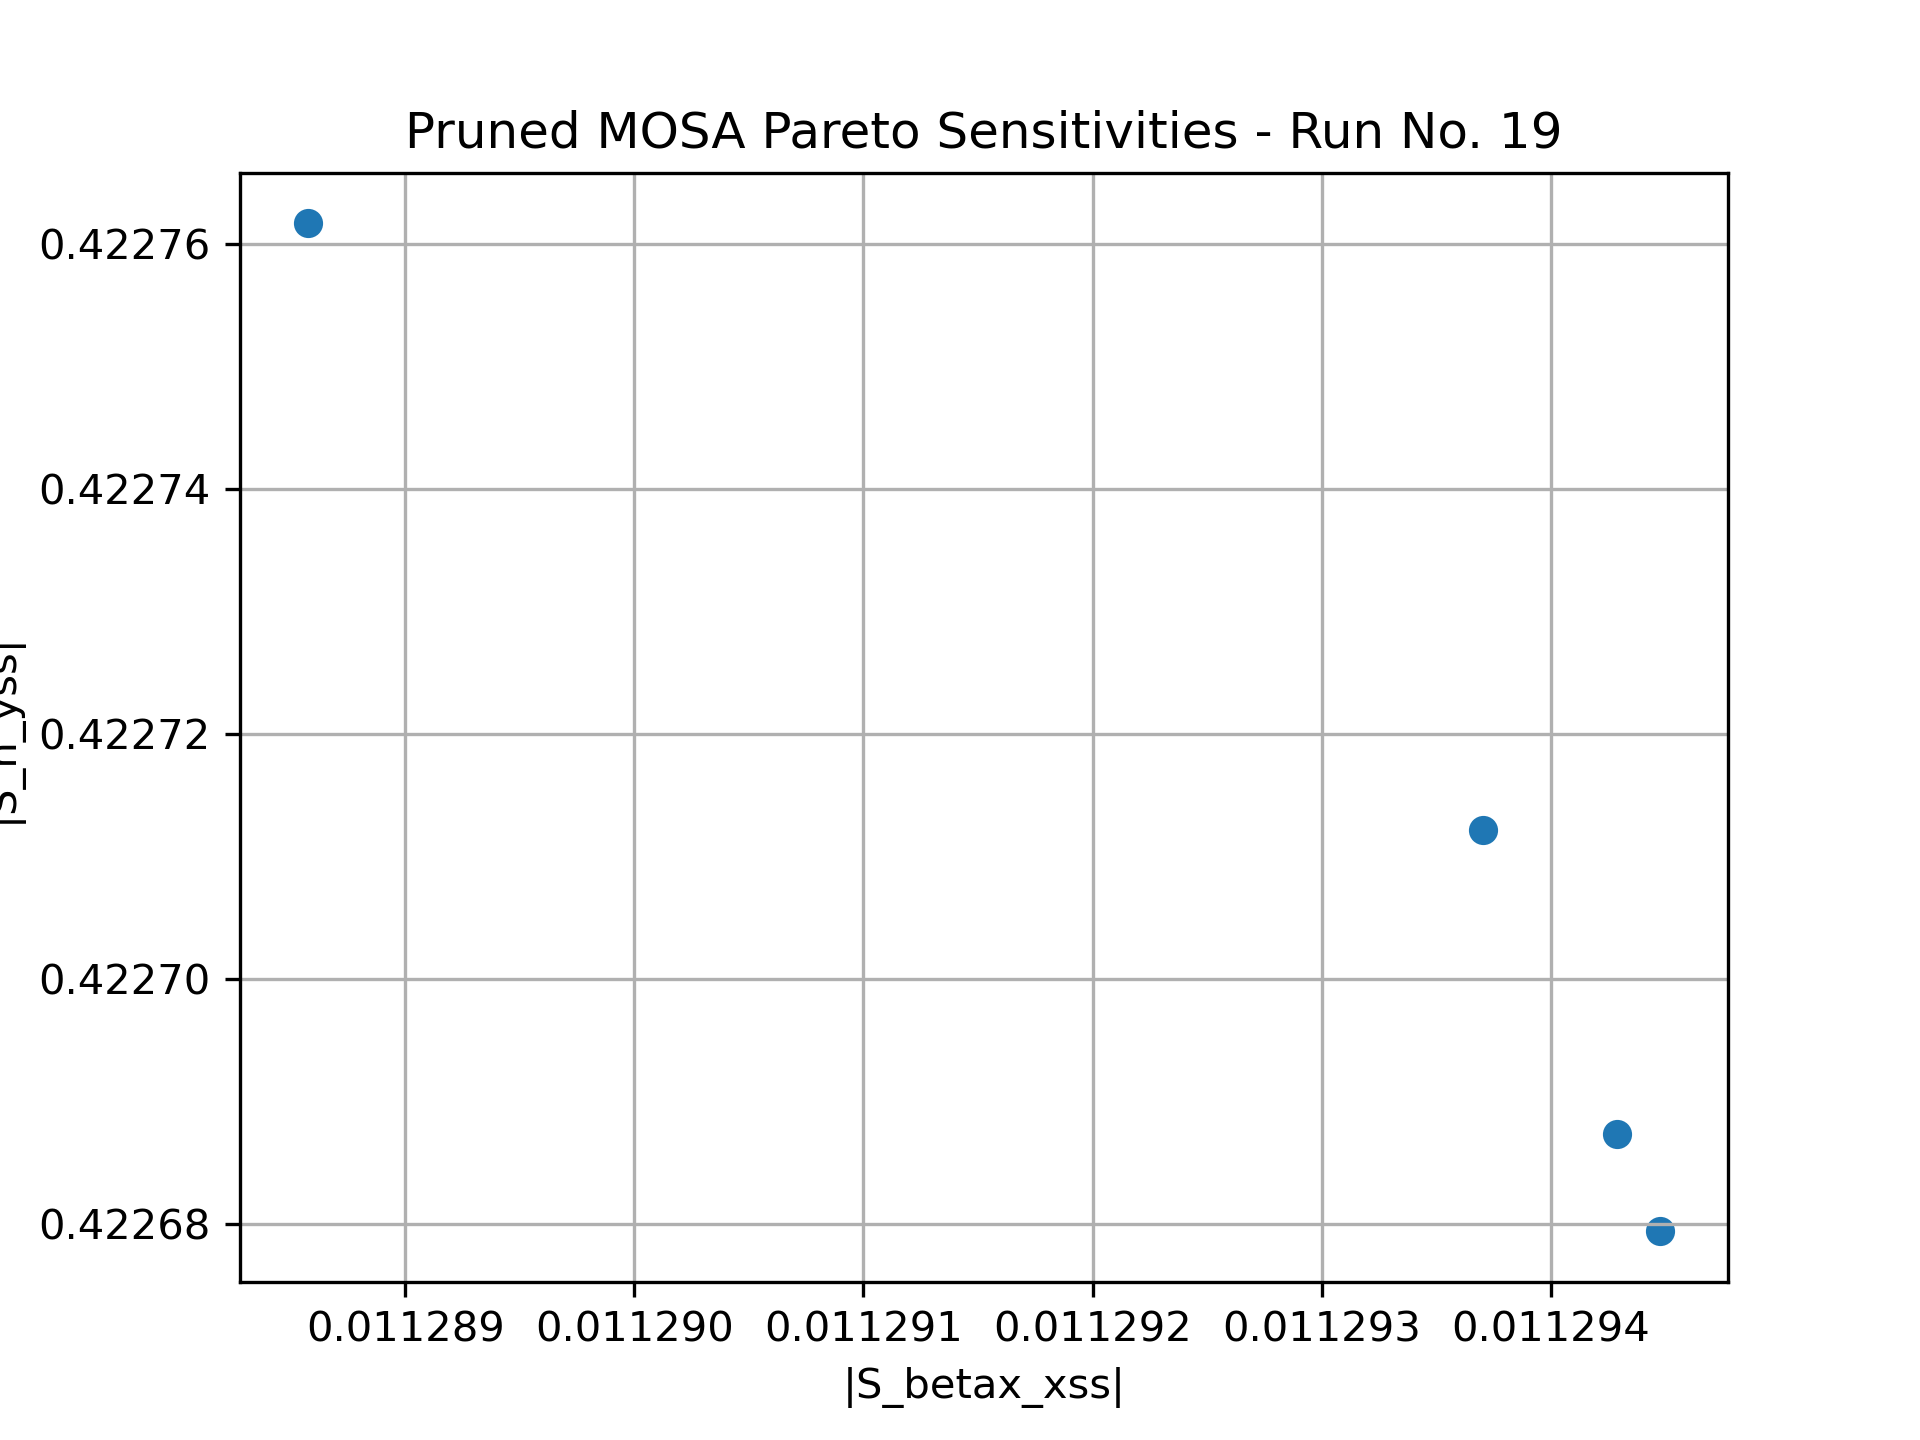 Pruned MOSA Pareto Sensitivities - Run No. 19
0.42276
0.42274
0.42272
0.42270
0.42268
|S_n_yss|
0.011289 0.011290 0.011291 0.011292 0.011293 0.011294
|S_betax_xss|